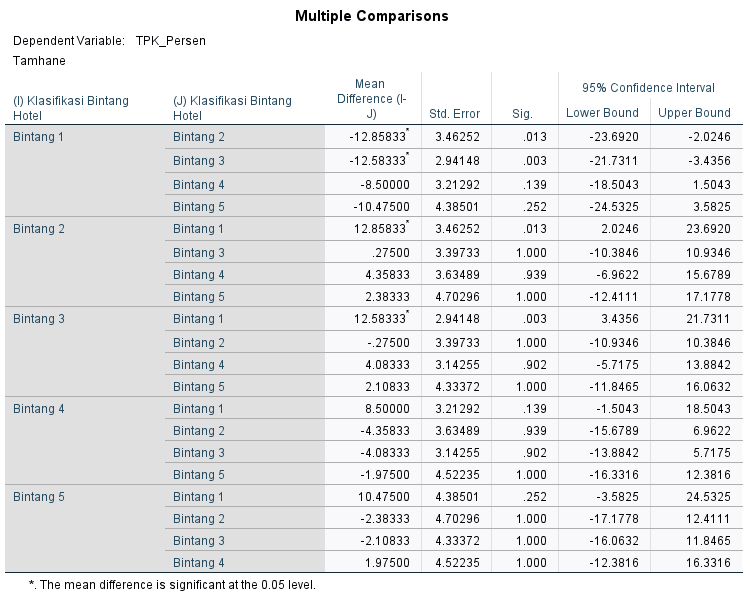 Multiple Comparisons
Dependent Variable: TPK_Persen
Tamhane
(I) Klasifikasi Bintang Hotel (J) Klasifikasi Bintang Hotel Mean Difference (I-J) Std. Error Sig. 95% Confidence Interval
Lower Bound Upper Bound
Bintang 1 Bintang 2 -12.85833* 3.46252 .013 -23.6920 -2.0246
Bintang 3 -12.58333* 2.94148 .003 -21.7311 -3.4356
Bintang 4 -8.50000 3.21292 .139 -18.5043 1.5043
Bintang 5 -10.47500 4.38501 .252 -24.5325 3.5825
Bintang 2 Bintang 1 12.85833* 3.46252 .013 2.0246 23.6920
Bintang 3 .27500 3.39733 1.000 -10.3846 10.9346
Bintang 4 4.35833 3.63489 .939 -6.9622 15.6789
Bintang 5 2.38333 4.70296 1.000 -12.4111 17.1778
Bintang 3 Bintang 1 12.58333* 2.94148 .003 3.4356 21.7311
Bintang 2 -.27500 3.39733 1.000 -10.9346 10.3846
Bintang 4 4.08333 3.14255 .902 -5.7175 13.8842
Bintang 5 2.10833 4.33372 1.000 -11.8465 16.0632
Bintang 4 Bintang 1 8.50000 3.21292 .139 -1.5043 18.5043
Bintang 2 -4.35833 3.63489 .939 -15.6789 6.9622
Bintang 3 -4.08333 3.14255 .902 -13.8842 5.7175
Bintang 5 -1.97500 4.52235 1.000 -16.3316 12.3816
Bintang 5 Bintang 1 10.47500 4.38501 .252 -3.5825 24.5325
Bintang 2 -2.38333 4.70296 1.000 -17.1778 12.4111
Bintang 3 -2.10833 4.33372 1.000 -16.0632 11.8465
Bintang 4 1.97500 4.52235 1.000 -12.3816 16.3316
*. The mean difference is significant at the 0.05 level.